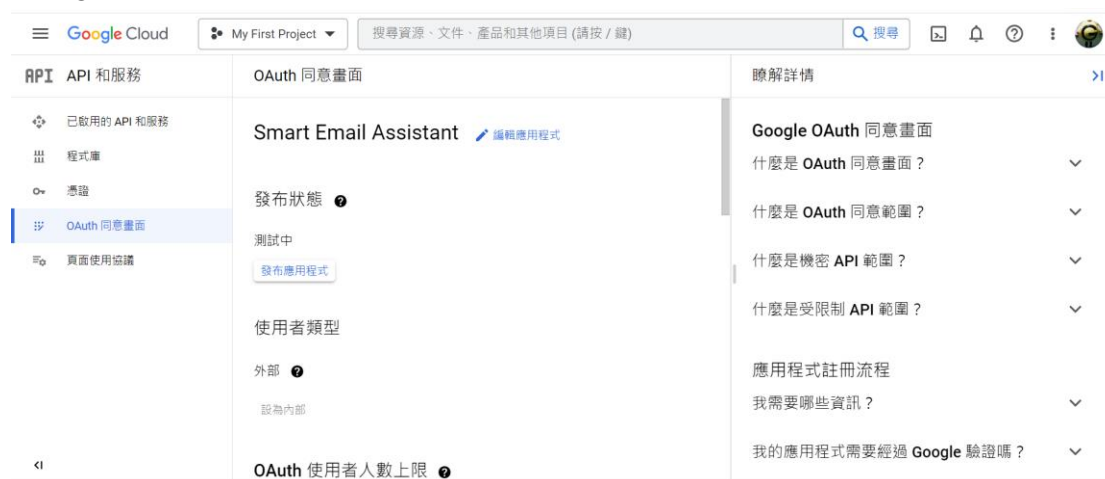 Google Cloud
My First Project
搜尋資源、文件、產品和其他項目 (請按 / 鍵)
搜尋
API API 和服務
已啟用的 API 和服務
程式庫
憑證
OAuth 同意畫面
頁面使用協議
OAuth 同意畫面
Smart Email Assistant
編輯應用程式
發布狀態
測試中
發布應用程式
使用者類型
外部
設為內部
OAuth 使用者人數上限
瞭解詳情
Google OAuth 同意畫面
什麼是 OAuth 同意畫面？
什麼是 OAuth 同意範圍？
什麼是機密 API 範圍？
什麼是受限制 API 範圍？
應用程式註冊流程
我需要哪些資訊？
我的應用程式需要經過 Google 驗證嗎？